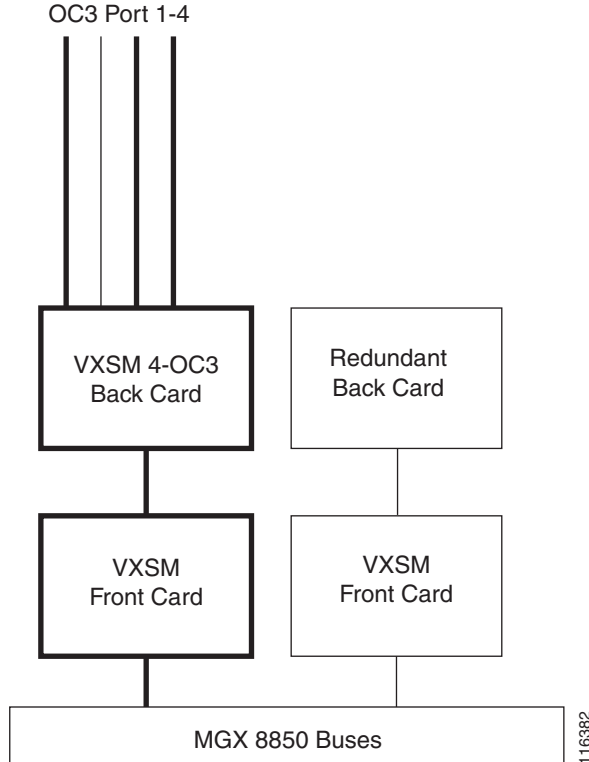 OC3 Port 1-4
VXSM 4-OC3
Back Card
Redundant
Back Card
VXSM
Front Card
VXSM
Front Card
MGX 8850 Buses
116382